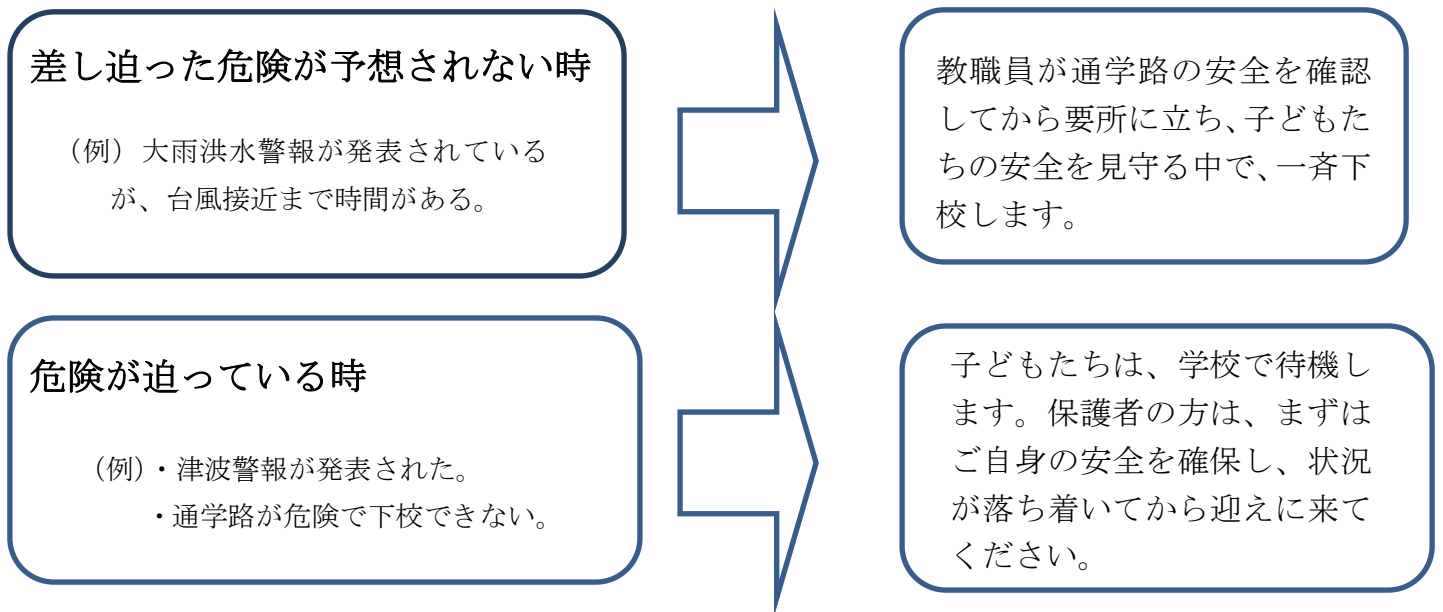 差し迫った危険が予想されない時
（例）大雨洪水警報が発表されている
が、台風接近まで時間がある。
教職員が通学路の安全を確認
してから要所に立ち、子どもた
ちの安全を見守る中で、一斉下
校します。
危険が迫っている時
（例）・津波警報が発表された。
・通学路が危険で下校できない。
子どもたちは、学校で待機し
ます。保護者の方は、まずは
ご自身の安全を確保し、状況
が落ち着いてから迎えに来て
ください。